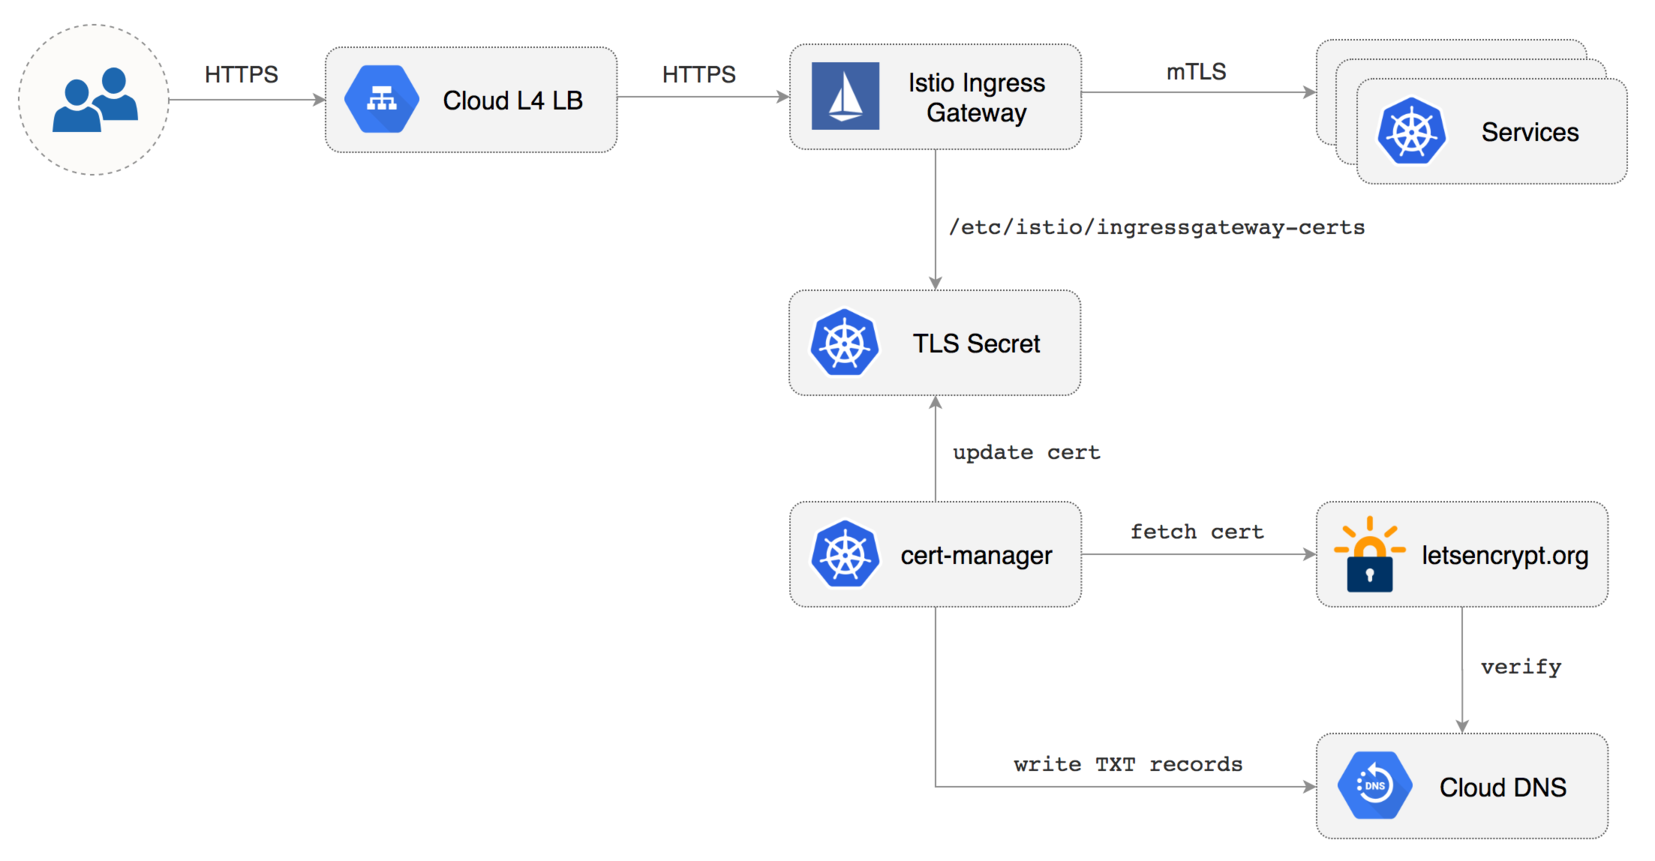 HTTPS
Cloud L4 LB
HTTPS
Istio Ingress
Gateway
mTLS
Services
/etc/istio/ingressgateway-certs
TLS Secret
update cert
cert-manager
fetch cert
letsencrypt.org
verify
write TXT records
DNS
Cloud DNS